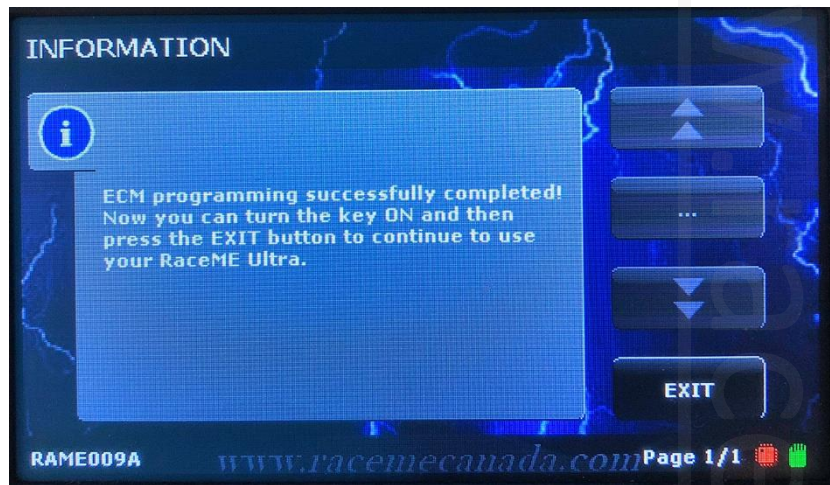 INFORMATION
i
ECM programming successfully completed!
Now you can turn the key ON and then
press the EXIT button to continue to use
your RaceME Ultra.
...
EXIT
RAME009A
www.racemecanada.com
Page 1/1